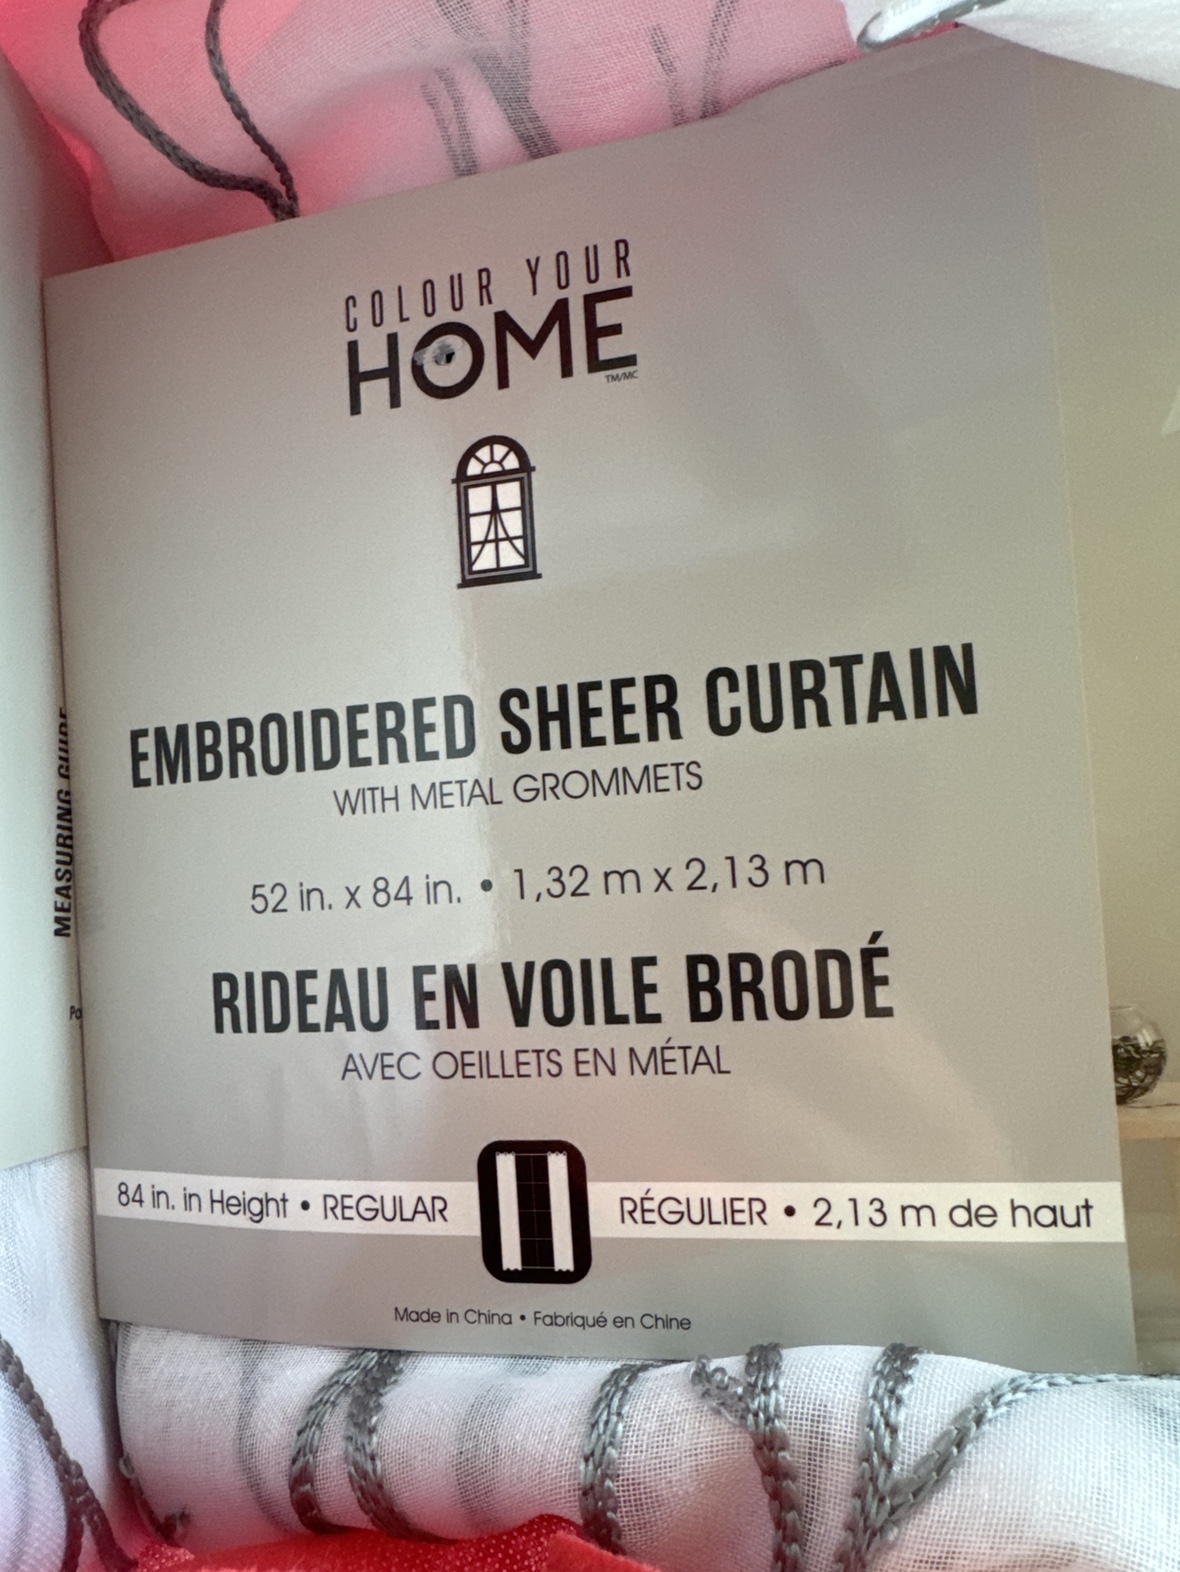 COLOUR YOUR
HOME
TM/MC
EMBROIDERED SHEER CURTAIN
WITH METAL GROMMETS
52 in. x 84 in. • 1,32 m x 2,13 m
RIDEAU EN VOILE BRODÉ
AVEC OEILLETS EN MÉTAL
84 in. in Height • REGULAR
RÉGULIER • 2,13 m de haut
Made in China • Fabriqué en Chine
MEASURING GUIDE